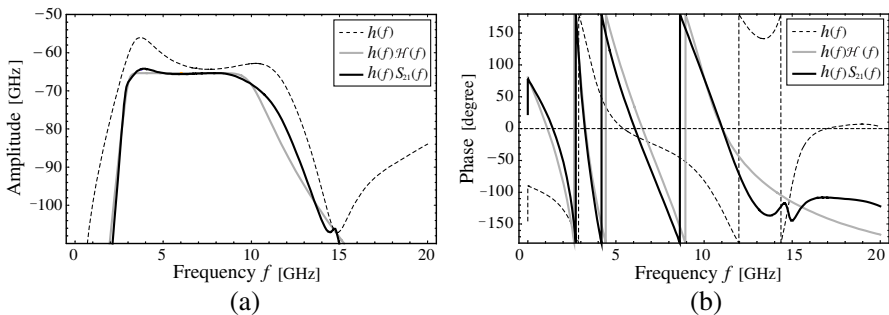 −50
−60
−70
−80
−90
−100
Amplitude [GHz]
0
5
10
15
20
Frequency f [GHz]
h(f)
h(f)ℋ(f)
h(f)S₂₁(f)
(a)
150
100
50
0
−50
−100
−150
Phase [degree]
0
5
10
15
20
Frequency f [GHz]
h(f)
h(f)ℋ(f)
h(f)S₂₁(f)
(b)